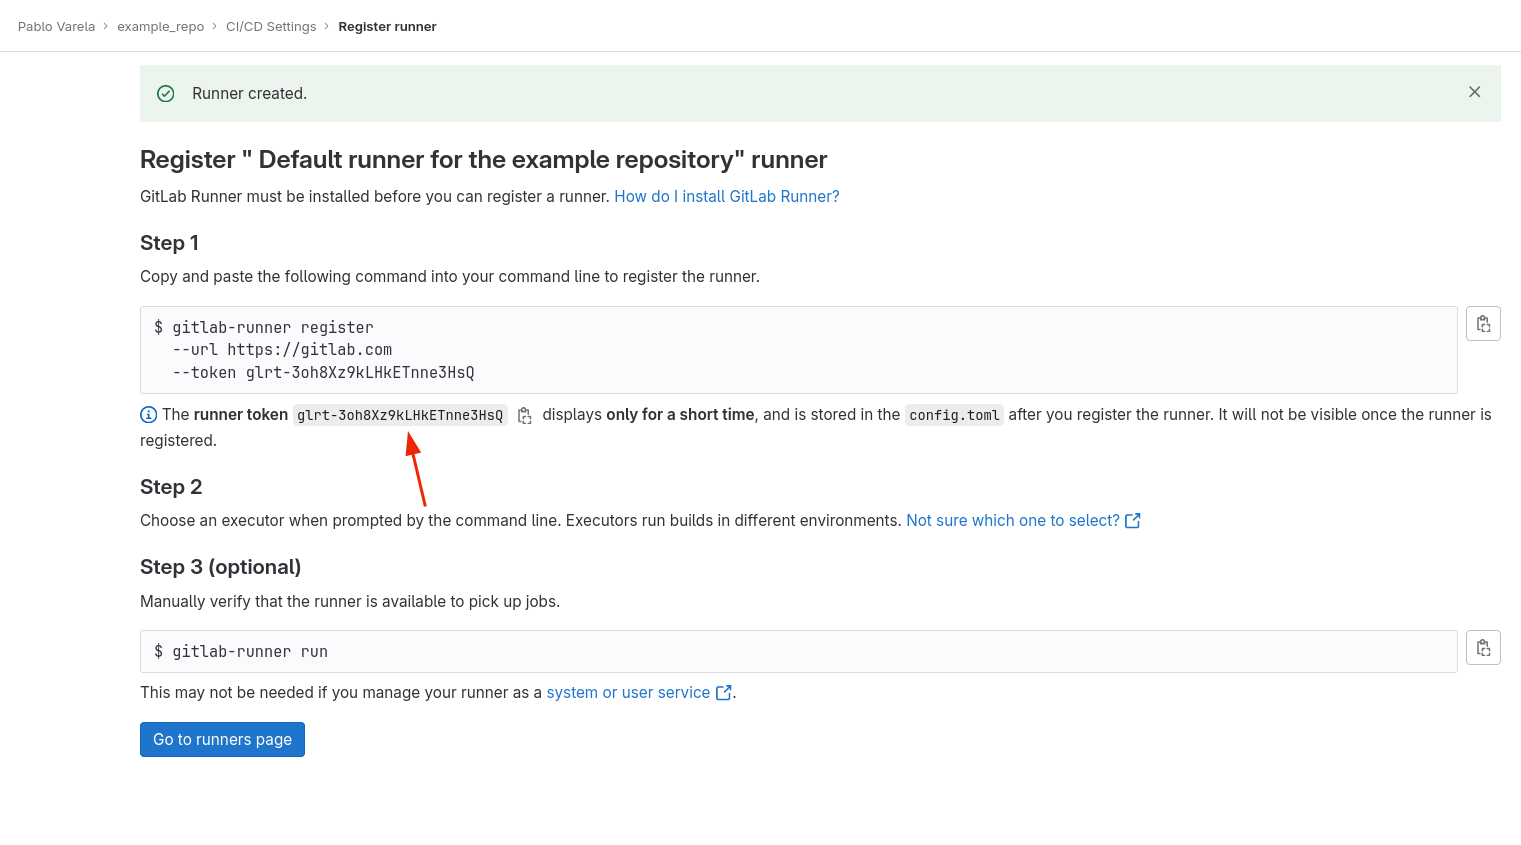 Pablo Varela > example_repo > CI/CD Settings > Register runner
Runner created.
Register " Default runner for the example repository" runner
GitLab Runner must be installed before you can register a runner. How do I install GitLab Runner?
Step 1
Copy and paste the following command into your command line to register the runner.
$ gitlab-runner register
--url https://gitlab.com
--token glrt-3oh8Xz9kLHkETnne3HsQ
The runner token glrt-3oh8Xz9kLHkETnne3HsQ displays only for a short time, and is stored in the config.toml after you register the runner. It will not be visible once the runner is
registered.
Step 2
Choose an executor when prompted by the command line. Executors run builds in different environments. Not sure which one to select?
Step 3 (optional)
Manually verify that the runner is available to pick up jobs.
$ gitlab-runner run
This may not be needed if you manage your runner as a system or user service.
Go to runners page